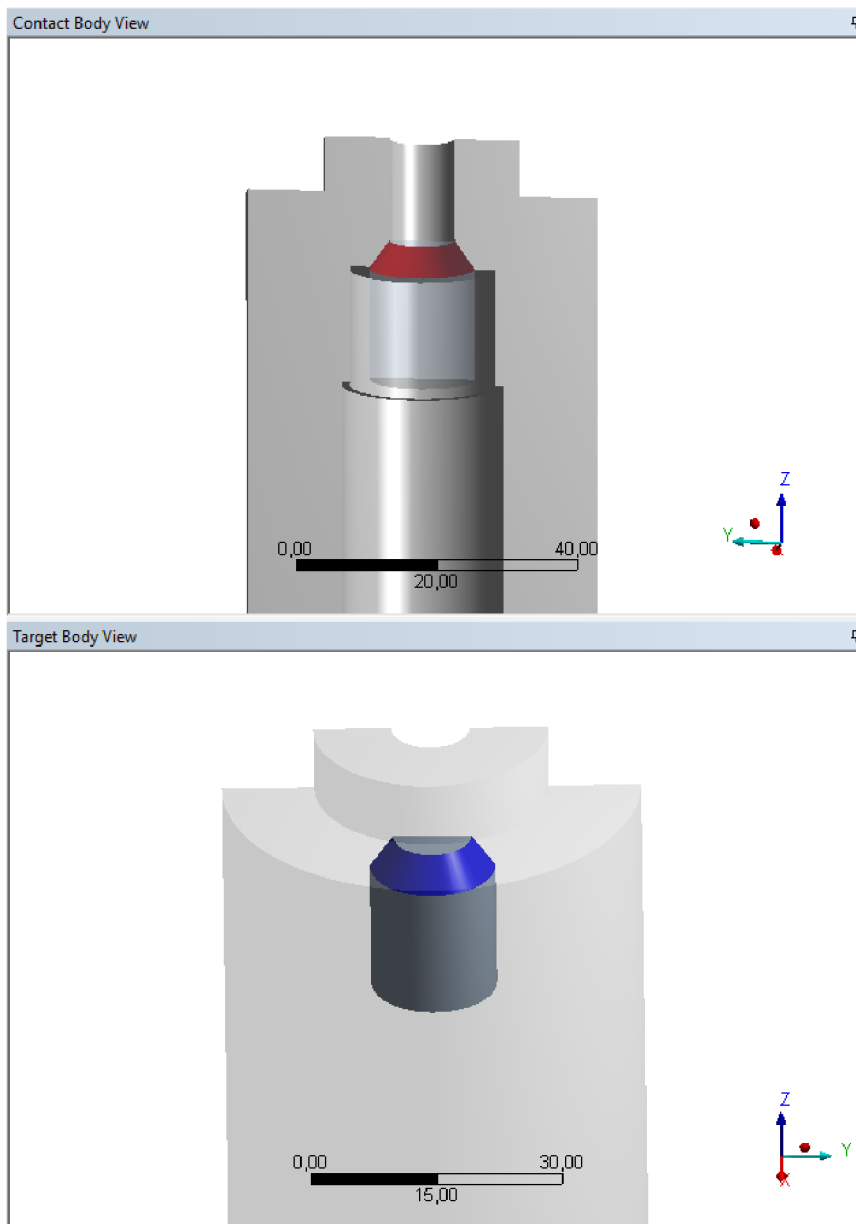 Contact Body View
Z
Y
X
0,00
40,00
20,00
Target Body View
Z
Y
X
0,00
30,00
15,00